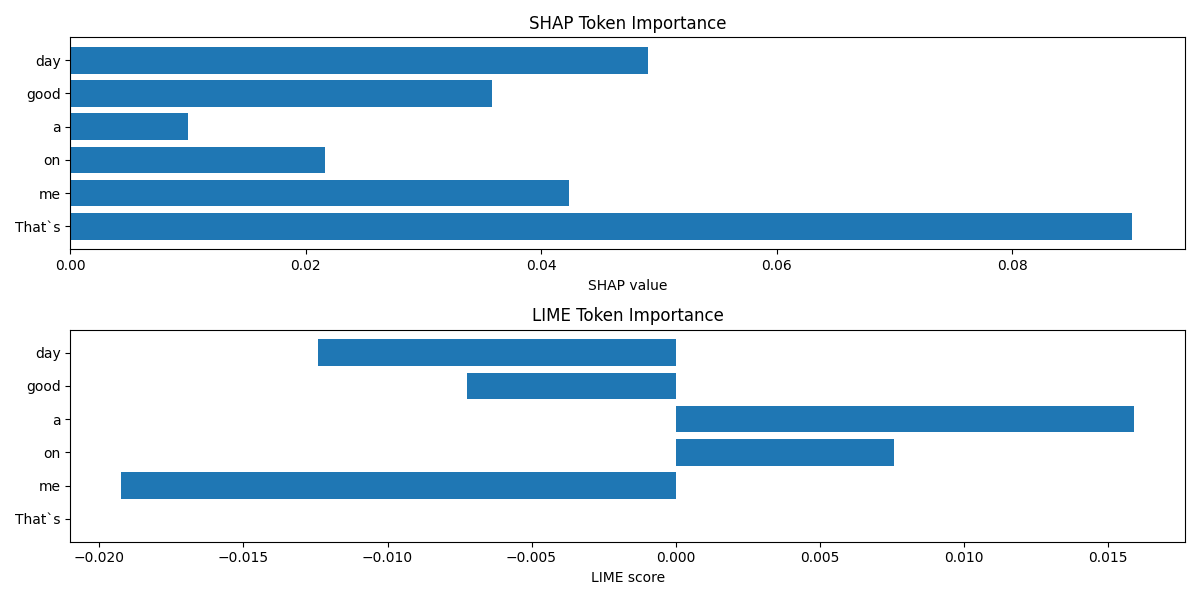 SHAP Token Importance
day
good
a
on
me
That`s
0.00 0.02 0.04 0.06 0.08
SHAP value
LIME Token Importance
day
good
a
on
me
That`s
−0.020 −0.015 −0.010 −0.005 0.000 0.005 0.010 0.015
LIME score